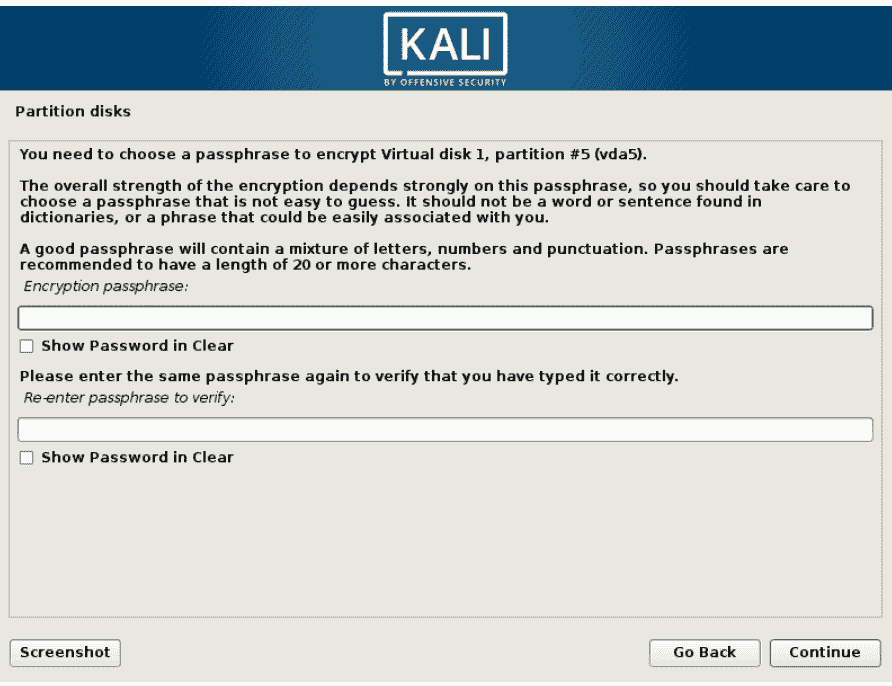 KALI
BY OFFENSIVE SECURITY
Partition disks
You need to choose a passphrase to encrypt Virtual disk 1, partition #5 (vda5).
The overall strength of the encryption depends strongly on this passphrase, so you should take care to
choose a passphrase that is not easy to guess. It should not be a word or sentence found in
dictionaries, or a phrase that could be easily associated with you.
A good passphrase will contain a mixture of letters, numbers and punctuation. Passphrases are
recommended to have a length of 20 or more characters.
Encryption passphrase:
Show Password in Clear
Please enter the same passphrase again to verify that you have typed it correctly.
Re-enter passphrase to verify:
Show Password in Clear
Screenshot
Go Back
Continue